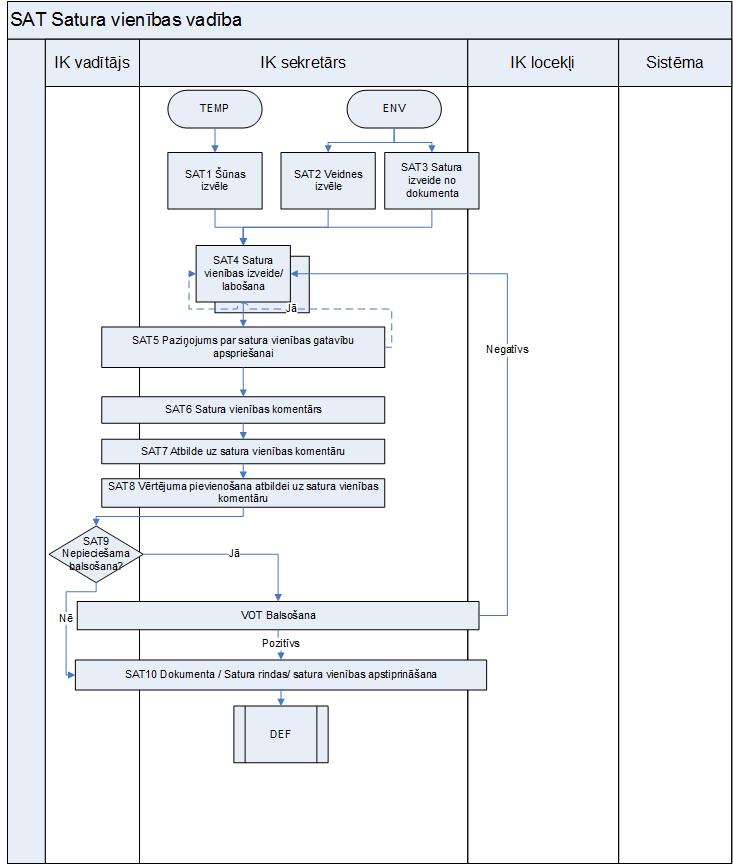 SAT Satura vienības vadība
IK vadītājs
IK sekretārs
IK locekļi
Sistēma
TEMP
ENV
SAT1 Šūnas
izvēle
SAT2 Veidnes
izvēle
SAT3 Satura
izveide no
dokumenta
SAT4 Satura
vienības izveide/
labošana
Jā
SAT5 Paziņojums par satura vienības gatavību
apspriešanai
Negatīvs
SAT6 Satura vienības komentārs
SAT7 Atbilde uz satura vienības komentāru
SAT8 Vērtējuma pievienošana atbildei uz satura vienības
komentāru
SAT9
Nepieciešama
balsošana?
Jā
Nē
VOT Balsošana
Pozitīvs
SAT10 Dokumenta / Satura rindas/ satura vienības apstiprināšana
DEF